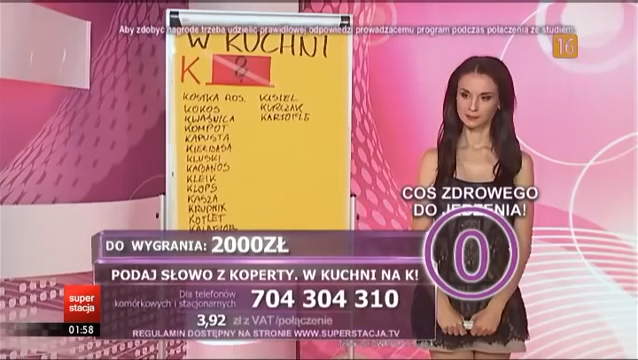 Aby zdobyć nagrodę trzeba udzielić prawidłowej odpowiedzi prowadzącemu program podczas połączenia ze studiem.
16
W KUCHNI
K ?
KOSTKA ROS. KISIEL
KOKOS KURCZAK
KWAŚNICA KARTOFLE
KOMPOT
KAPUSTA
KIEŁBASA
KLUSKI
KABANOS
KLEIK
KLOPS
KASZA
KRUPNIK
KOTLET
COŚ ZDROWEGO
DO JEDZENIA!
0
DO WYGRANIA: 2000ZŁ
PODAJ SŁOWO Z KOPERTY. W KUCHNI NA K!
Dla telefonów
komórkowych i stacjonarnych 704 304 310
3,92 zł z VAT/połączenie
REGULAMIN DOSTĘPNY NA STRONIE WWW.SUPERSTACJA.TV
super
stacja
01:58